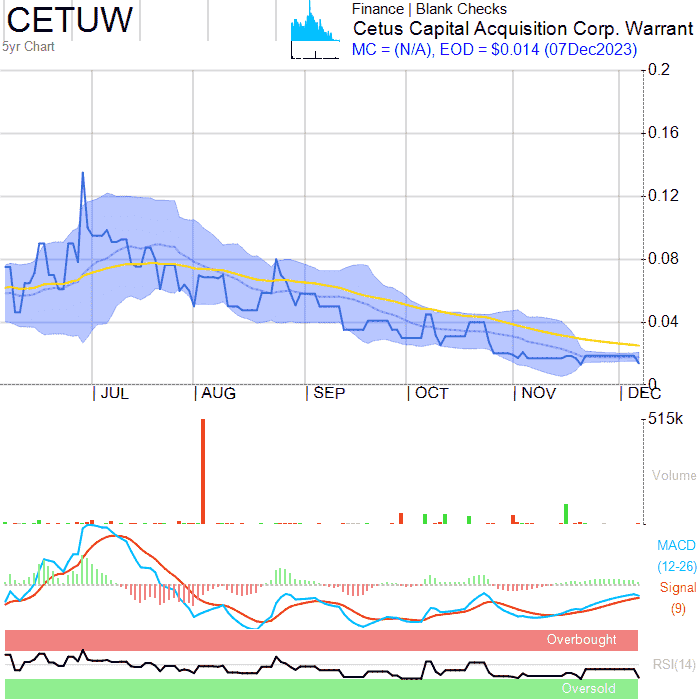 CETUW
5yr Chart
Finance | Blank Checks
Cetus Capital Acquisition Corp. Warrant
MC = (N/A), EOD = $0.014 (07Dec2023)
0.2
0.16
0.12
0.08
0.04
0
JUL AUG SEP OCT NOV DEC
515k
Volume
MACD
(12-26)
Signal
(9)
Overbought
RSI(14)
Oversold